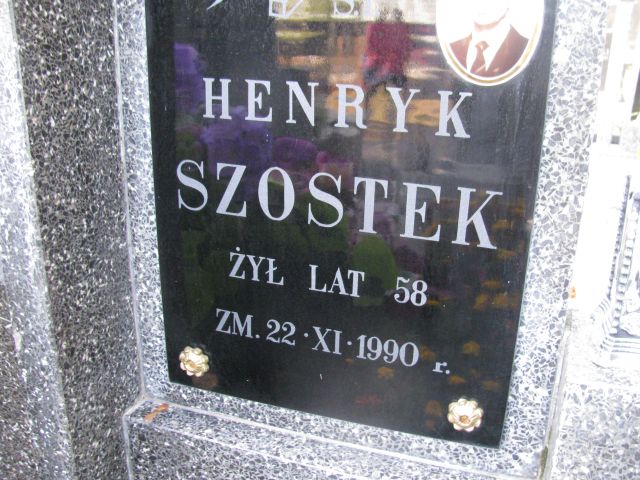 HENRYK
SZOSTEK
ŻYŁ LAT 58
ZM. 22·XI·1990 r.